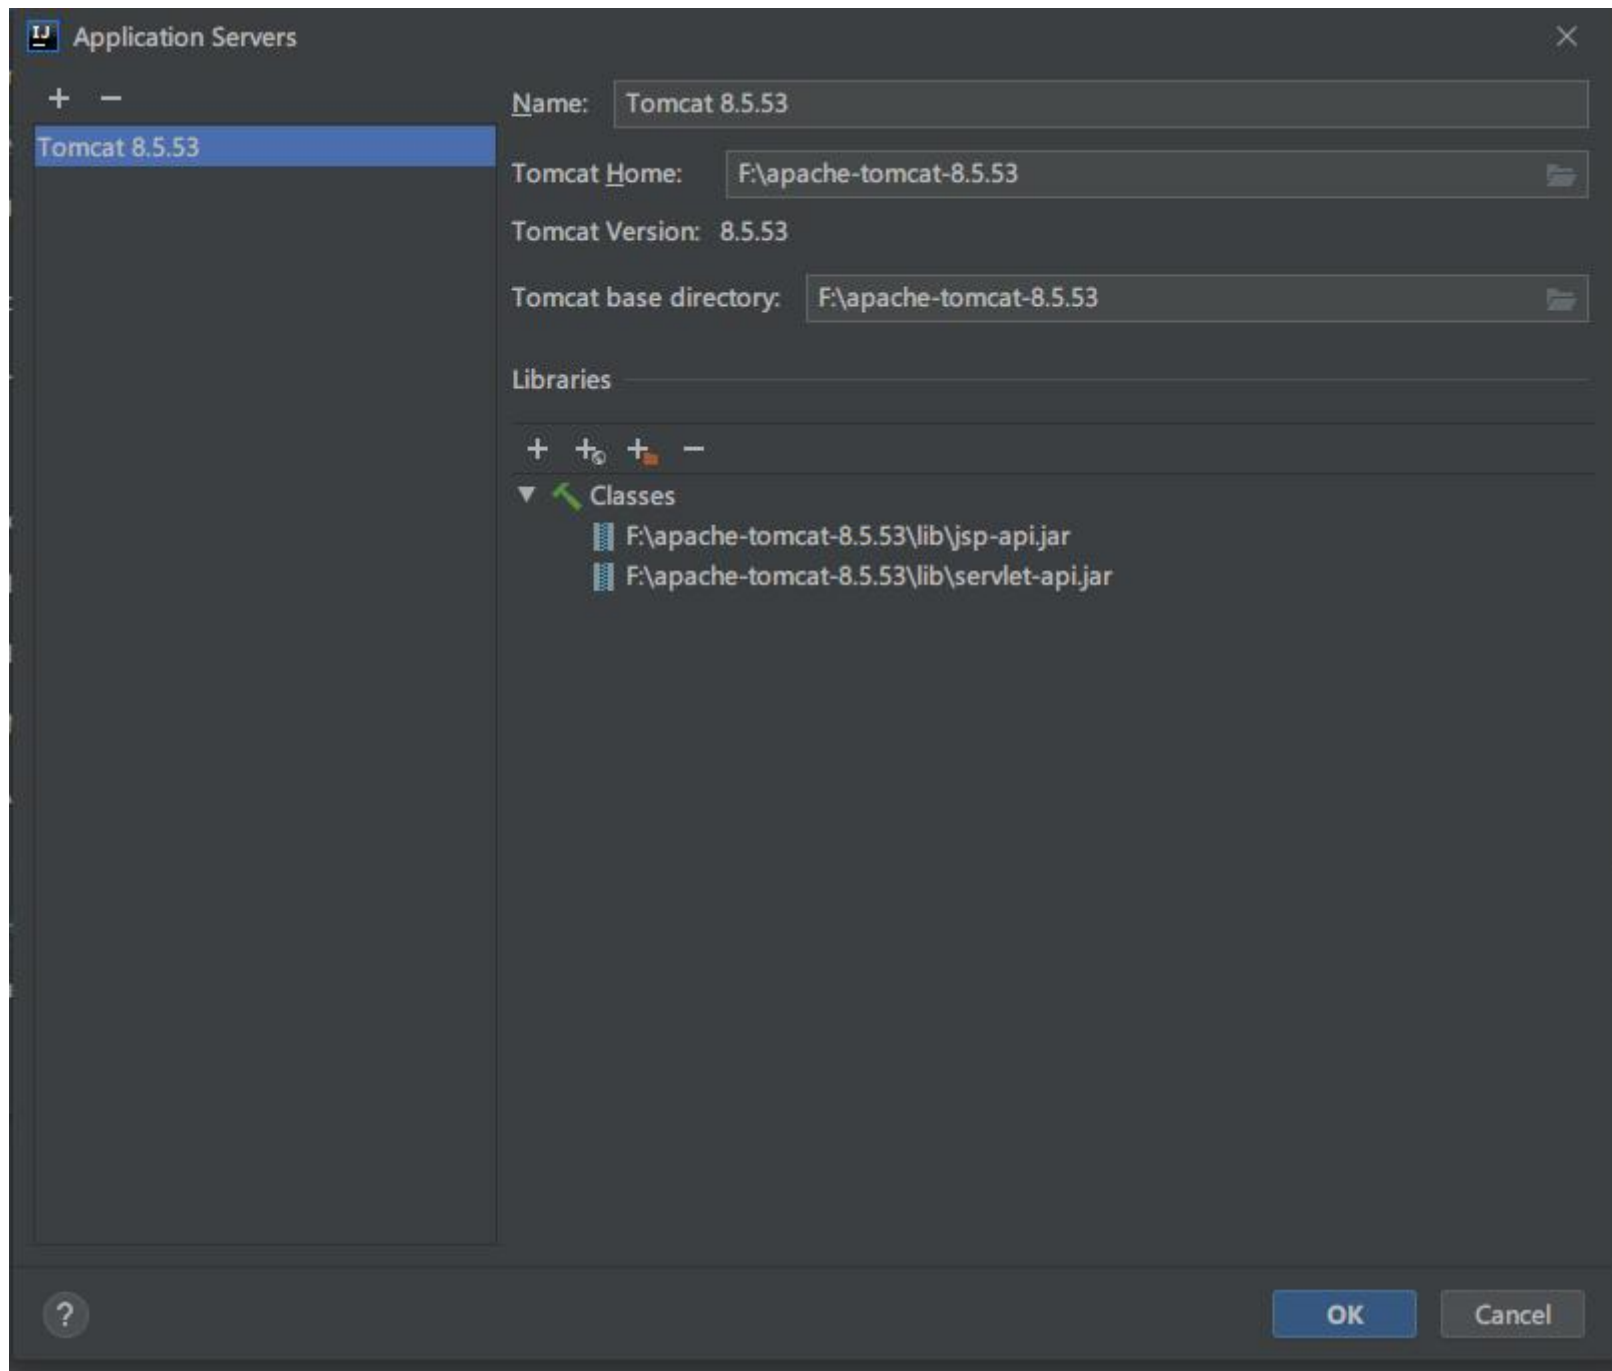 IJ
Application Servers
Tomcat 8.5.53
Name: Tomcat 8.5.53
Tomcat Home: F:\apache-tomcat-8.5.53
Tomcat Version: 8.5.53
Tomcat base directory: F:\apache-tomcat-8.5.53
Libraries
Classes
F:\apache-tomcat-8.5.53\lib\jsp-api.jar
F:\apache-tomcat-8.5.53\lib\servlet-api.jar
?
OK
Cancel